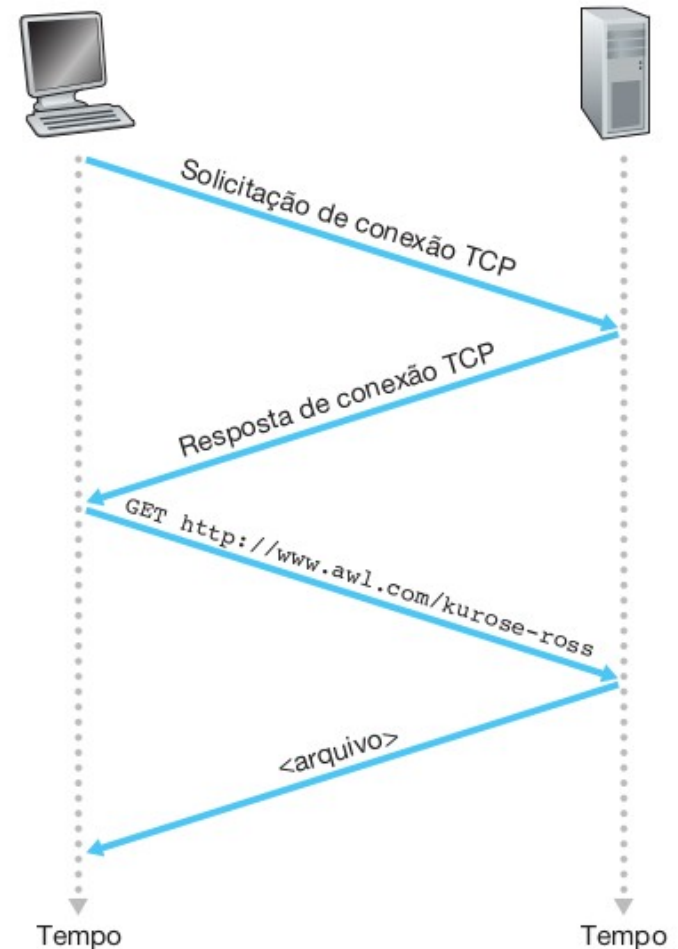 Solicitação de conexão TCP
Resposta de conexão TCP
GET http://www.awl.com/kurose-ross
<arquivo>
Tempo
Tempo